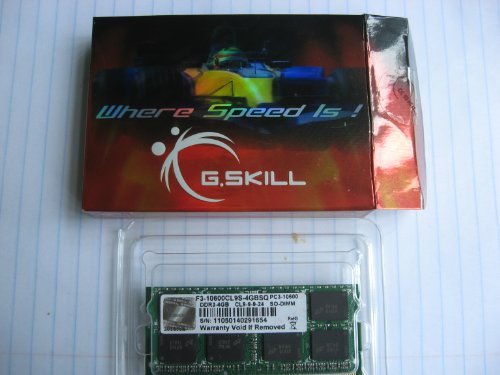 Where Speed Is !
G.SKILL
F3-10600CL9S-4GBSQ PC3-10600
DDR3-4GB CL9-9-9-24 SO-DIMM
S/N: 11050140291654
Warranty Void If Removed
RoHS